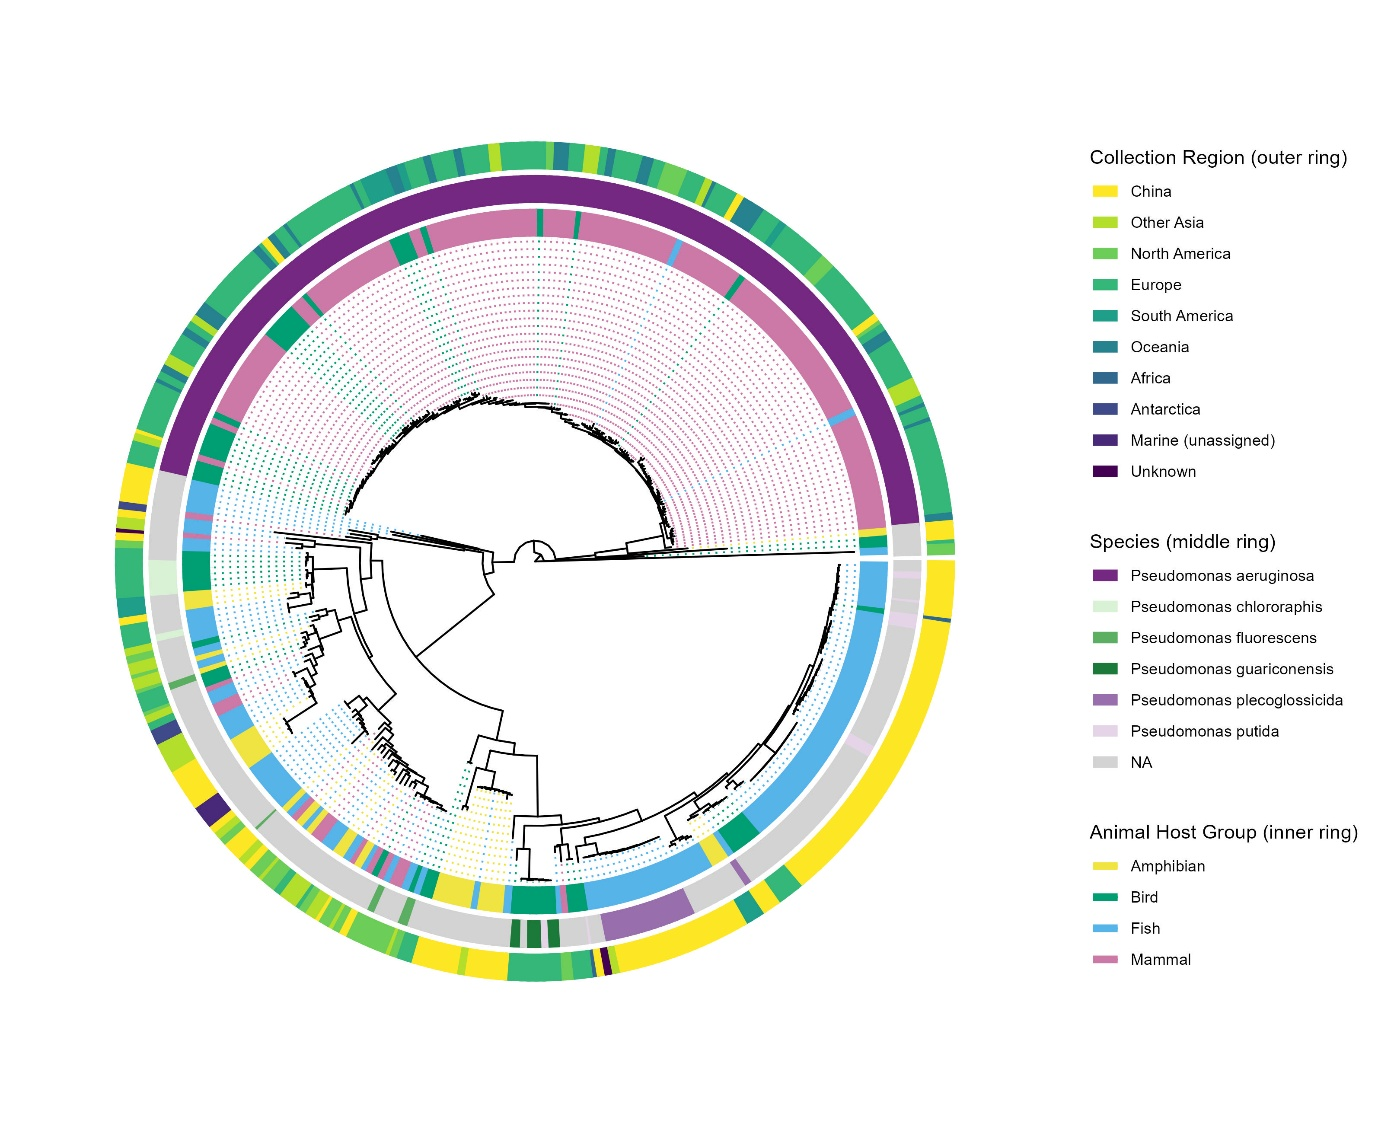 Collection Region (outer ring)
China
Other Asia
North America
Europe
South America
Oceania
Africa
Antarctica
Marine (unassigned)
Unknown
Species (middle ring)
Pseudomonas aeruginosa
Pseudomonas chlororaphis
Pseudomonas fluorescens
Pseudomonas guariconensis
Pseudomonas plecoglossicida
Pseudomonas putida
NA
Animal Host Group (inner ring)
Amphibian
Bird
Fish
Mammal